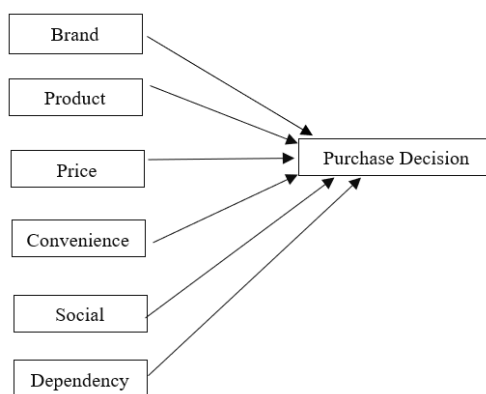 Brand
Product
Price
Purchase Decision
Convenience
Social
Dependency